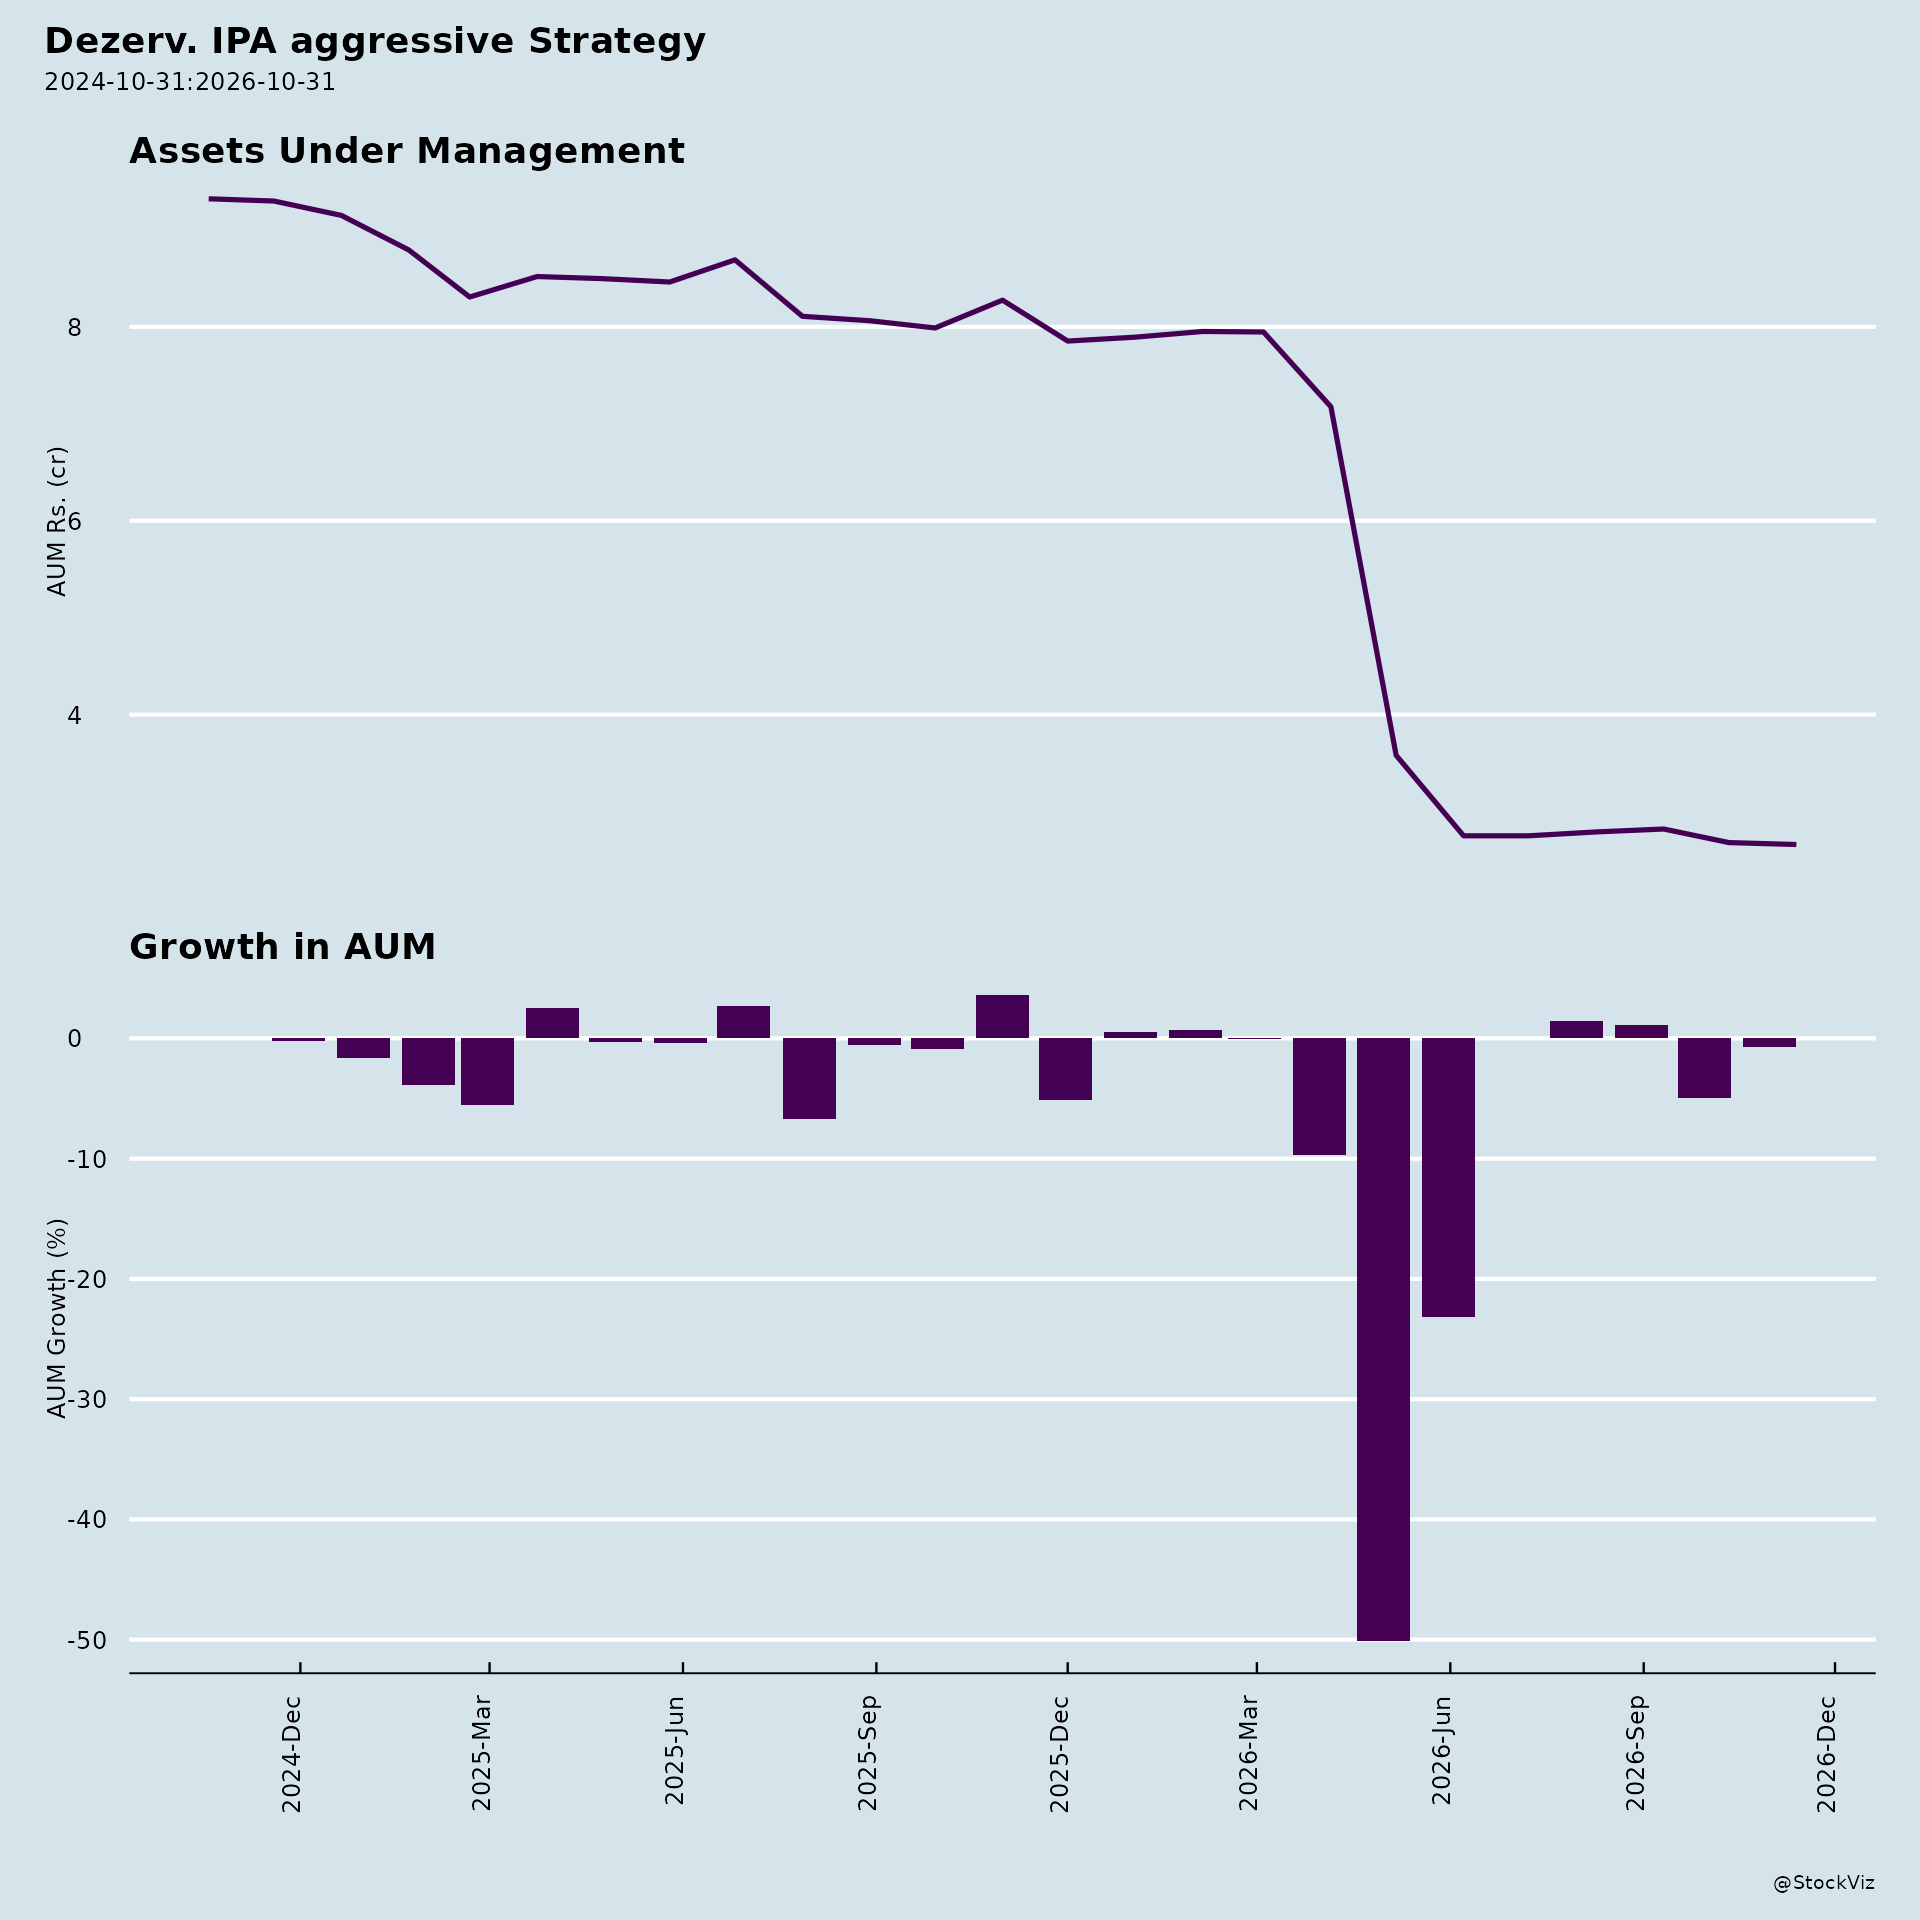 Dezerv. IPA aggressive Strategy
2024-10-31:2026-10-31
Assets Under Management
AUM Rs. (cr)
8
6
4
Growth in AUM
AUM Growth (%)
0
-10
-20
-30
-40
-50
2024-Dec
2025-Mar
2025-Jun
2025-Sep
2025-Dec
2026-Mar
2026-Jun
2026-Sep
2026-Dec
@StockViz